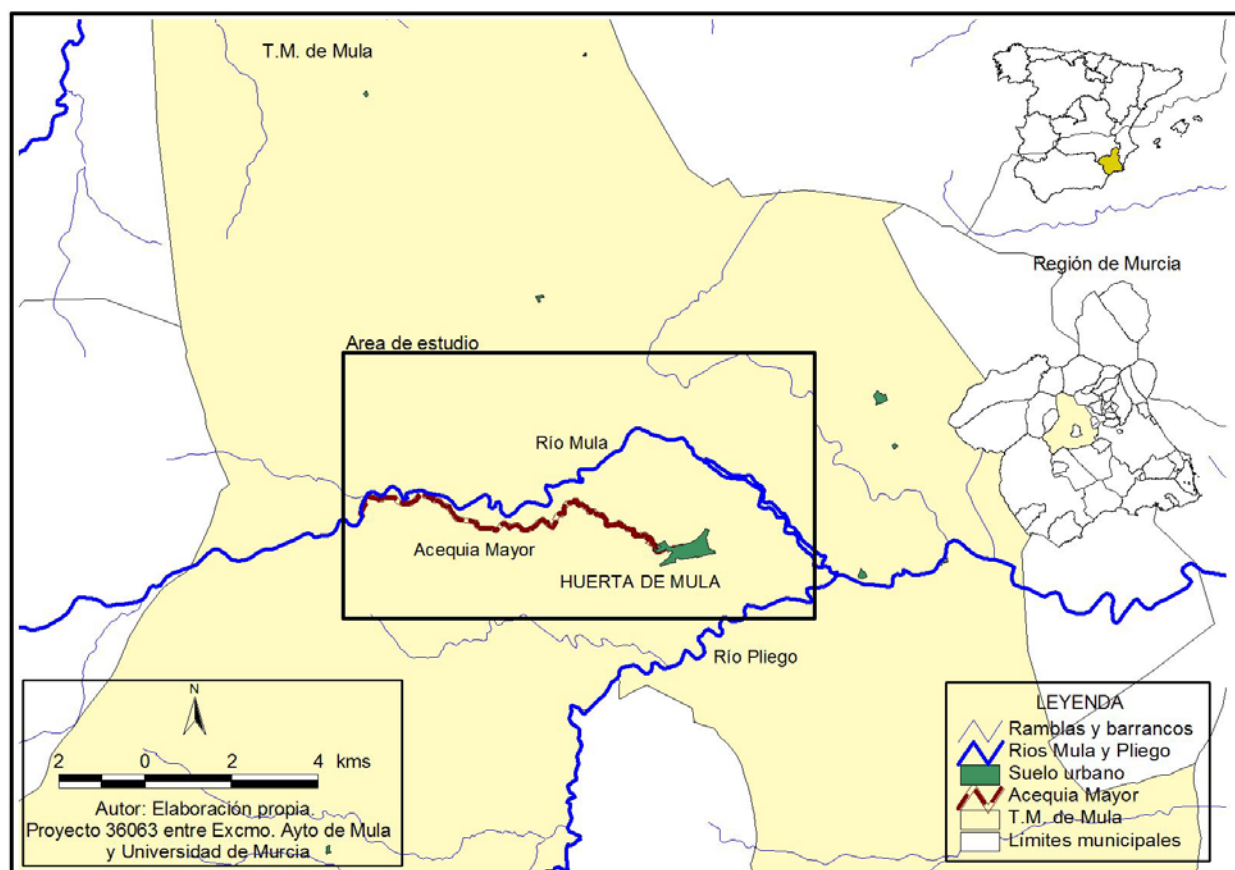 T.M. de Mula
Región de Murcia
Area de estudio
Río Mula
Acequia Mayor
HUERTA DE MULA
Río Pliego
N
2 0 2 4 kms
Autor: Elaboración propia
Proyecto 36063 entre Excmo. Ayto de Mula
y Universidad de Murcia
LEYENDA
Ramblas y barrancos
Rios Mula y Pliego
Suelo urbano
Acequia Mayor
T.M. de Mula
Límites municipales